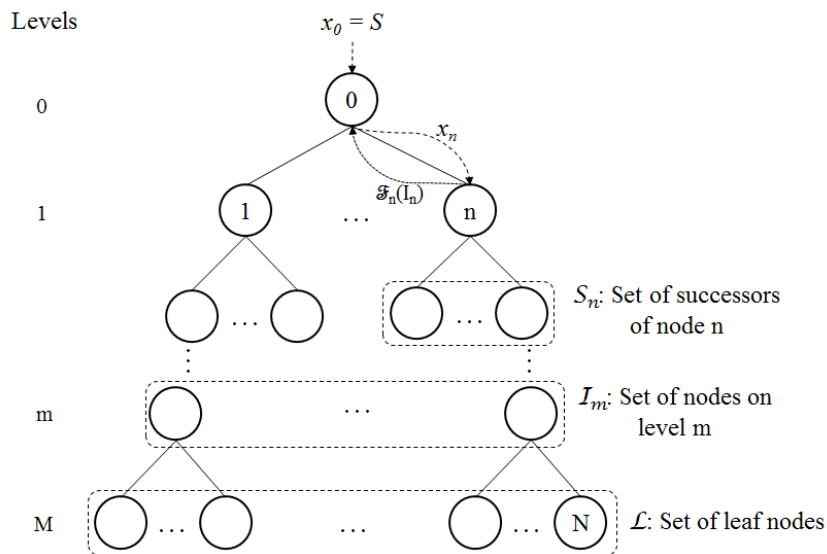 Levels
x₀ = S
0
0
xₙ
𝕱ₙ(Iₙ)
1
1
...
n
Sₙ: Set of successors
of node n
...
...
m
...
Iₘ: Set of nodes on
level m
M
...
...
...
N
ℒ: Set of leaf nodes